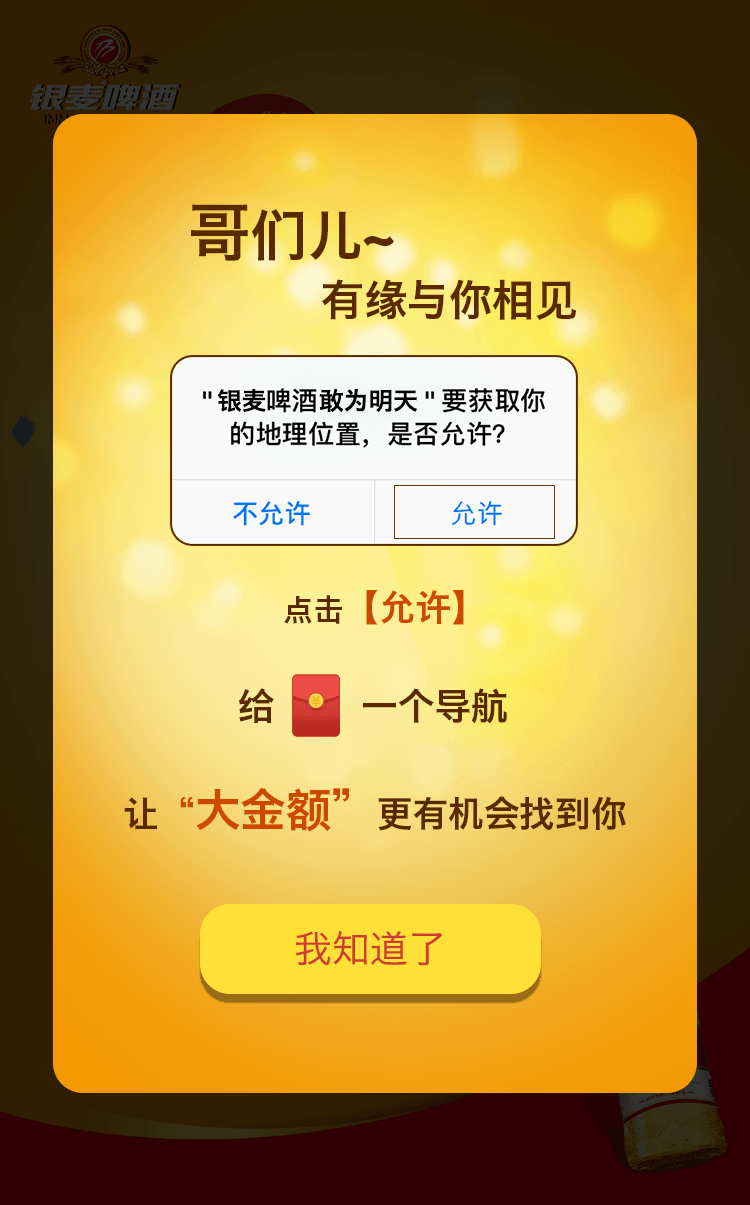 银麦啤酒
哥们儿~
有缘与你相见
"银麦啤酒敢为明天"要获取你
的地理位置，是否允许？
不允许 允许
点击【允许】
给 一个导航
让“大金额”更有机会找到你
我知道了